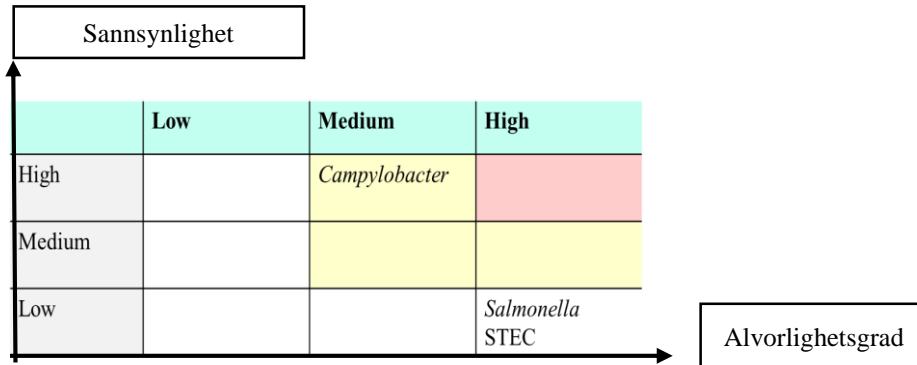 Sannsynlighet
Low Medium High
High Campylobacter
Medium
Low Salmonella
STEC
Alvorlighetsgrad